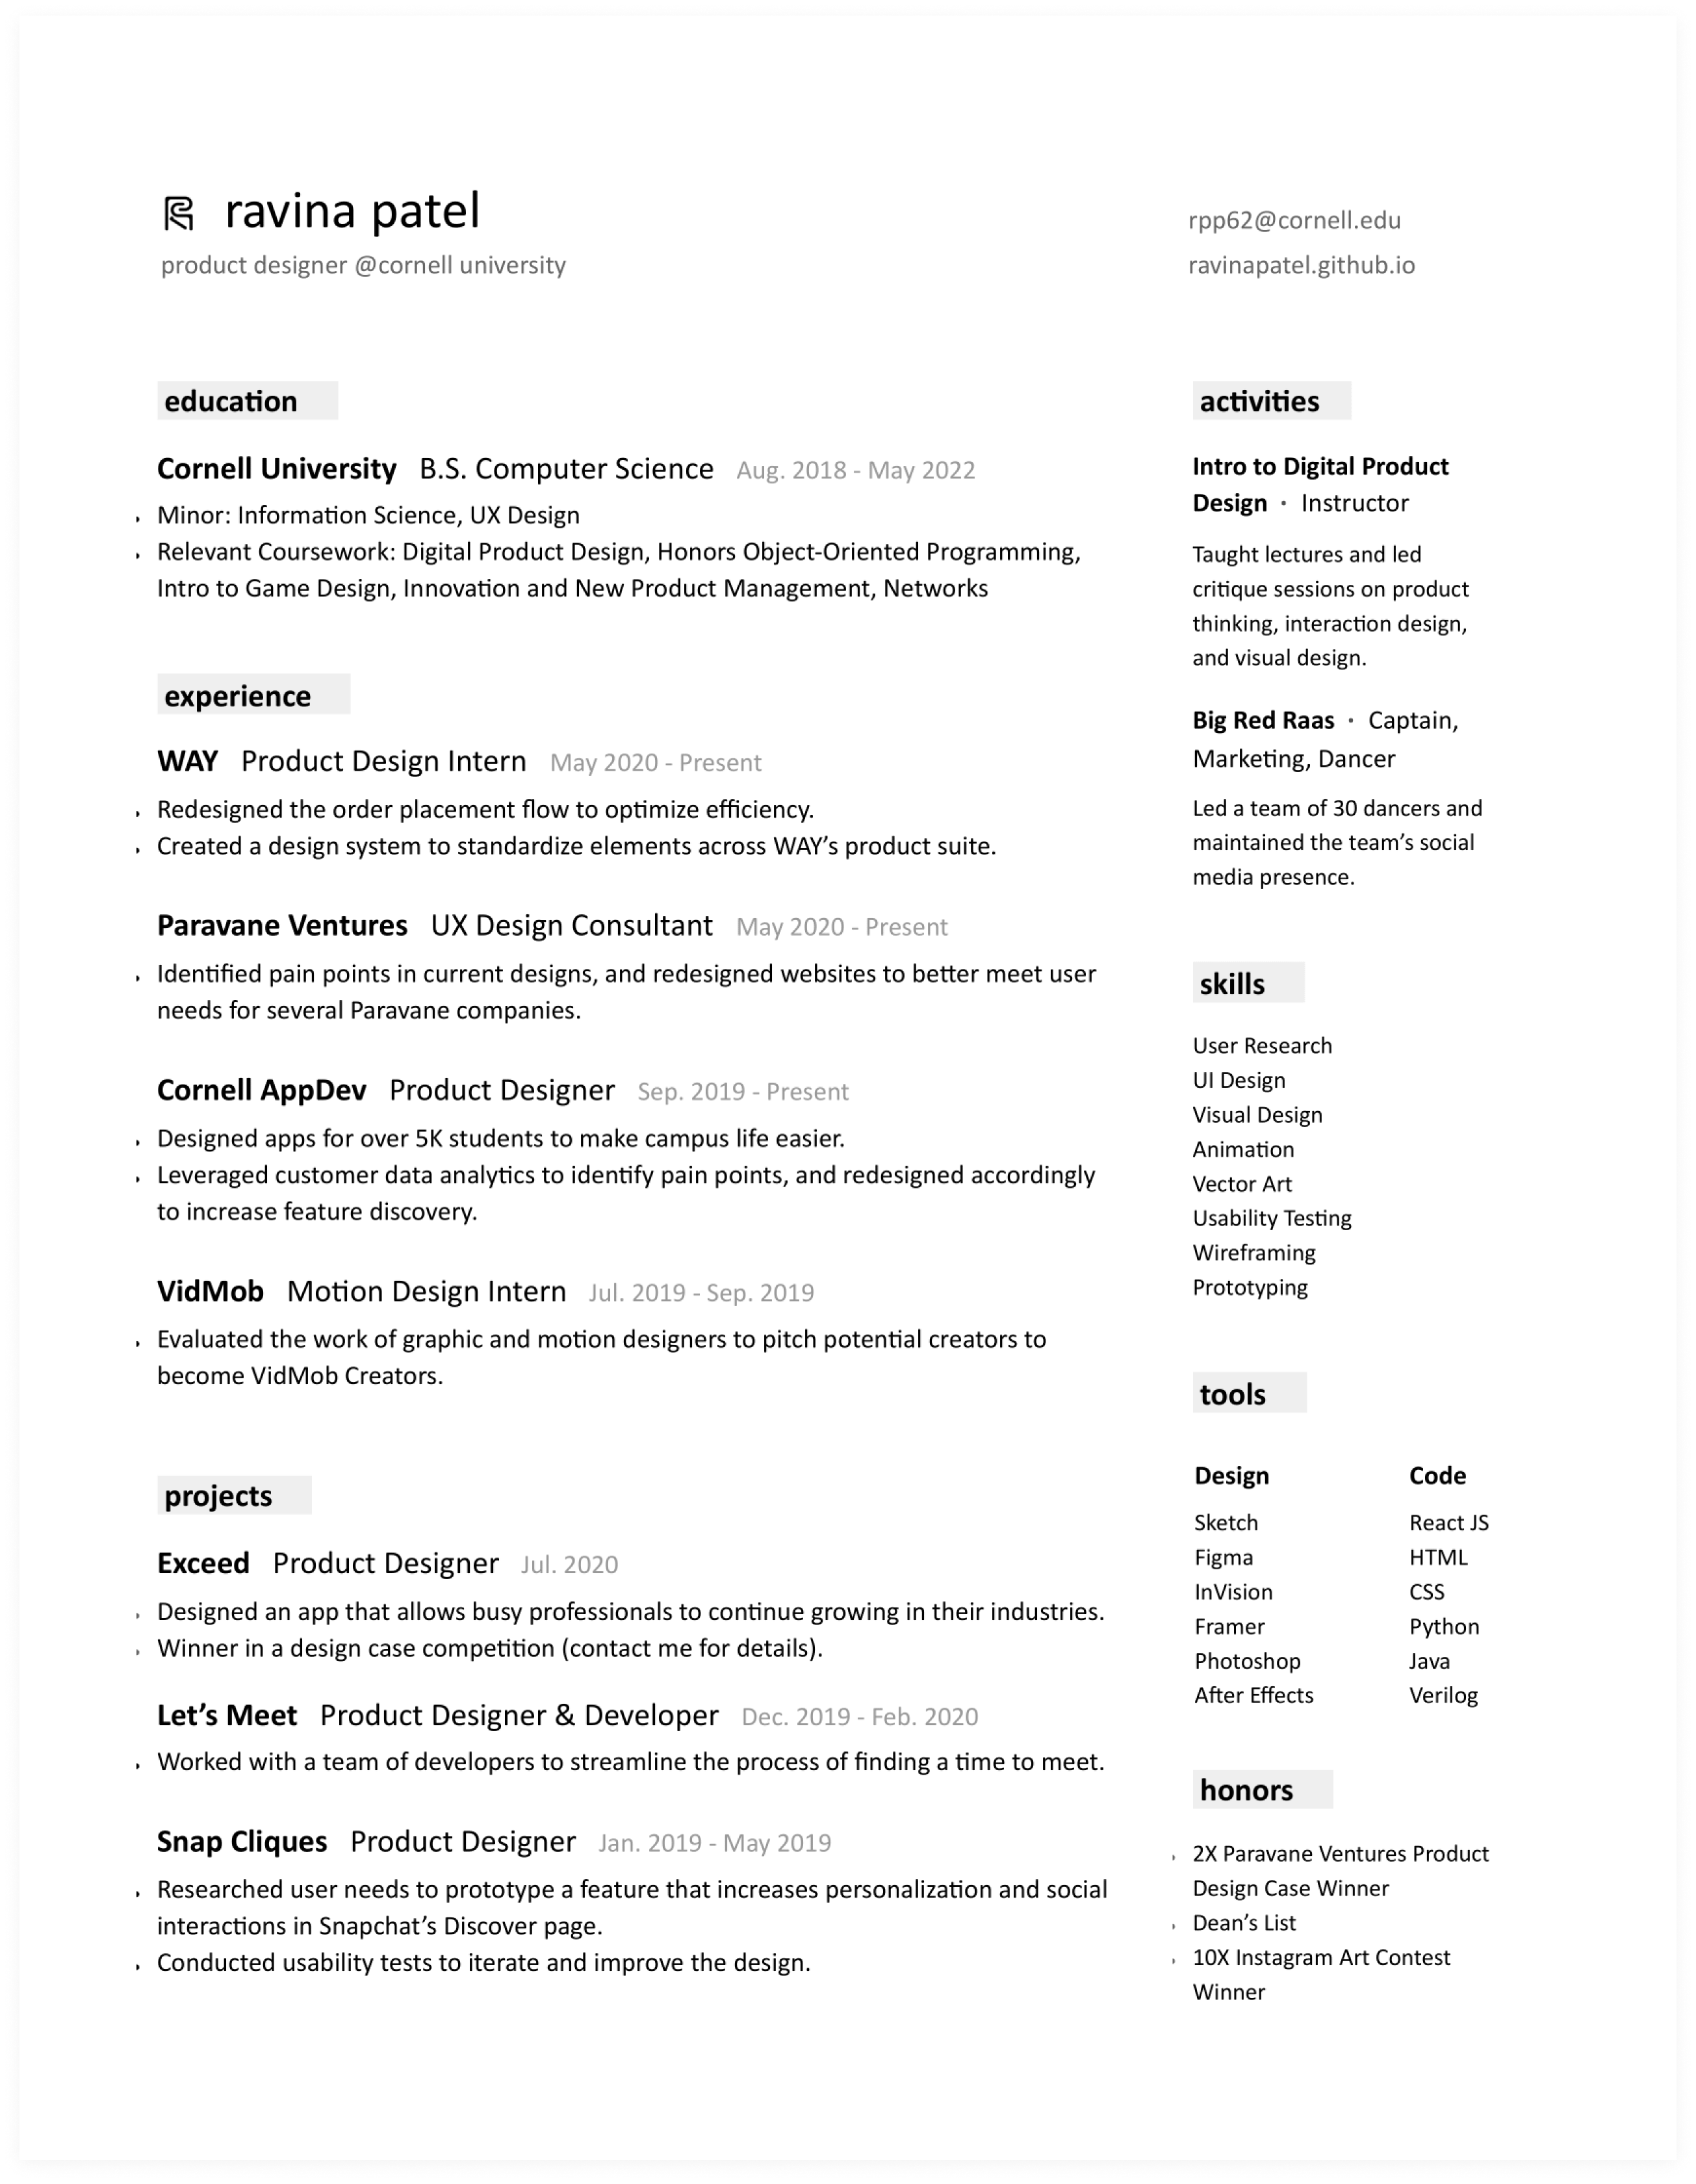 ravina patel
product designer @cornell university
rpp62@cornell.edu
ravinapatel.github.io
education
Cornell University B.S. Computer Science Aug. 2018 - May 2022
Minor: Information Science, UX Design
Relevant Coursework: Digital Product Design, Honors Object-Oriented Programming,
Intro to Game Design, Innovation and New Product Management, Networks
experience
WAY Product Design Intern May 2020 - Present
Redesigned the order placement flow to optimize efficiency.
Created a design system to standardize elements across WAY’s product suite.
Paravane Ventures UX Design Consultant May 2020 - Present
Identified pain points in current designs, and redesigned websites to better meet user
needs for several Paravane companies.
Cornell AppDev Product Designer Sep. 2019 - Present
Designed apps for over 5K students to make campus life easier.
Leveraged customer data analytics to identify pain points, and redesigned accordingly
to increase feature discovery.
VidMob Motion Design Intern Jul. 2019 - Sep. 2019
Evaluated the work of graphic and motion designers to pitch potential creators to
become VidMob Creators.
projects
Exceed Product Designer Jul. 2020
Designed an app that allows busy professionals to continue growing in their industries.
Winner in a design case competition (contact me for details).
Let’s Meet Product Designer & Developer Dec. 2019 - Feb. 2020
Worked with a team of developers to streamline the process of finding a time to meet.
Snap Cliques Product Designer Jan. 2019 - May 2019
Researched user needs to prototype a feature that increases personalization and social
interactions in Snapchat’s Discover page.
Conducted usability tests to iterate and improve the design.
activities
Intro to Digital Product
Design • Instructor
Taught lectures and led
critique sessions on product
thinking, interaction design,
and visual design.
Big Red Raas • Captain,
Marketing, Dancer
Led a team of 30 dancers and
maintained the team’s social
media presence.
skills
User Research
UI Design
Visual Design
Animation
Vector Art
Usability Testing
Wireframing
Prototyping
tools
Design
Sketch
Figma
InVision
Framer
Photoshop
After Effects
Code
React JS
HTML
CSS
Python
Java
Verilog
honors
2X Paravane Ventures Product
Design Case Winner
Dean’s List
10X Instagram Art Contest
Winner